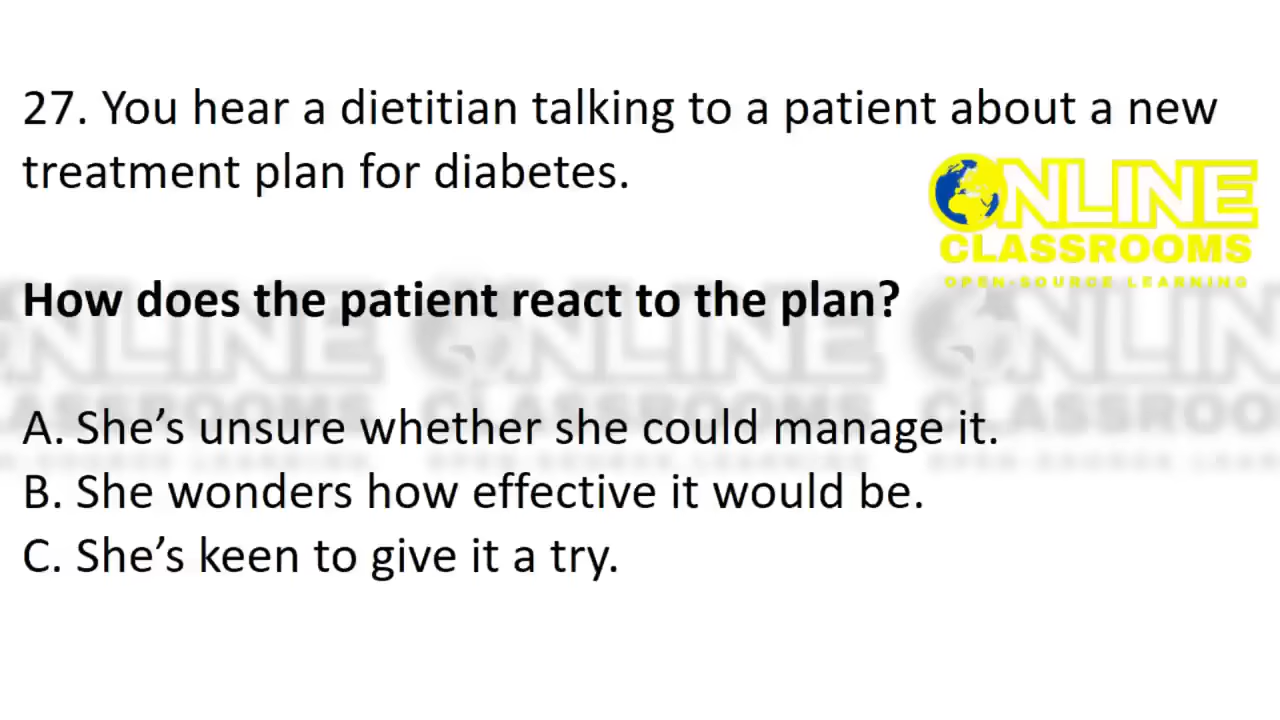 27. You hear a dietitian talking to a patient about a new
treatment plan for diabetes.
ONLINE
CLASSROOMS
OPEN-SOURCE LEARNING
How does the patient react to the plan?
A. She’s unsure whether she could manage it.
B. She wonders how effective it would be.
C. She’s keen to give it a try.